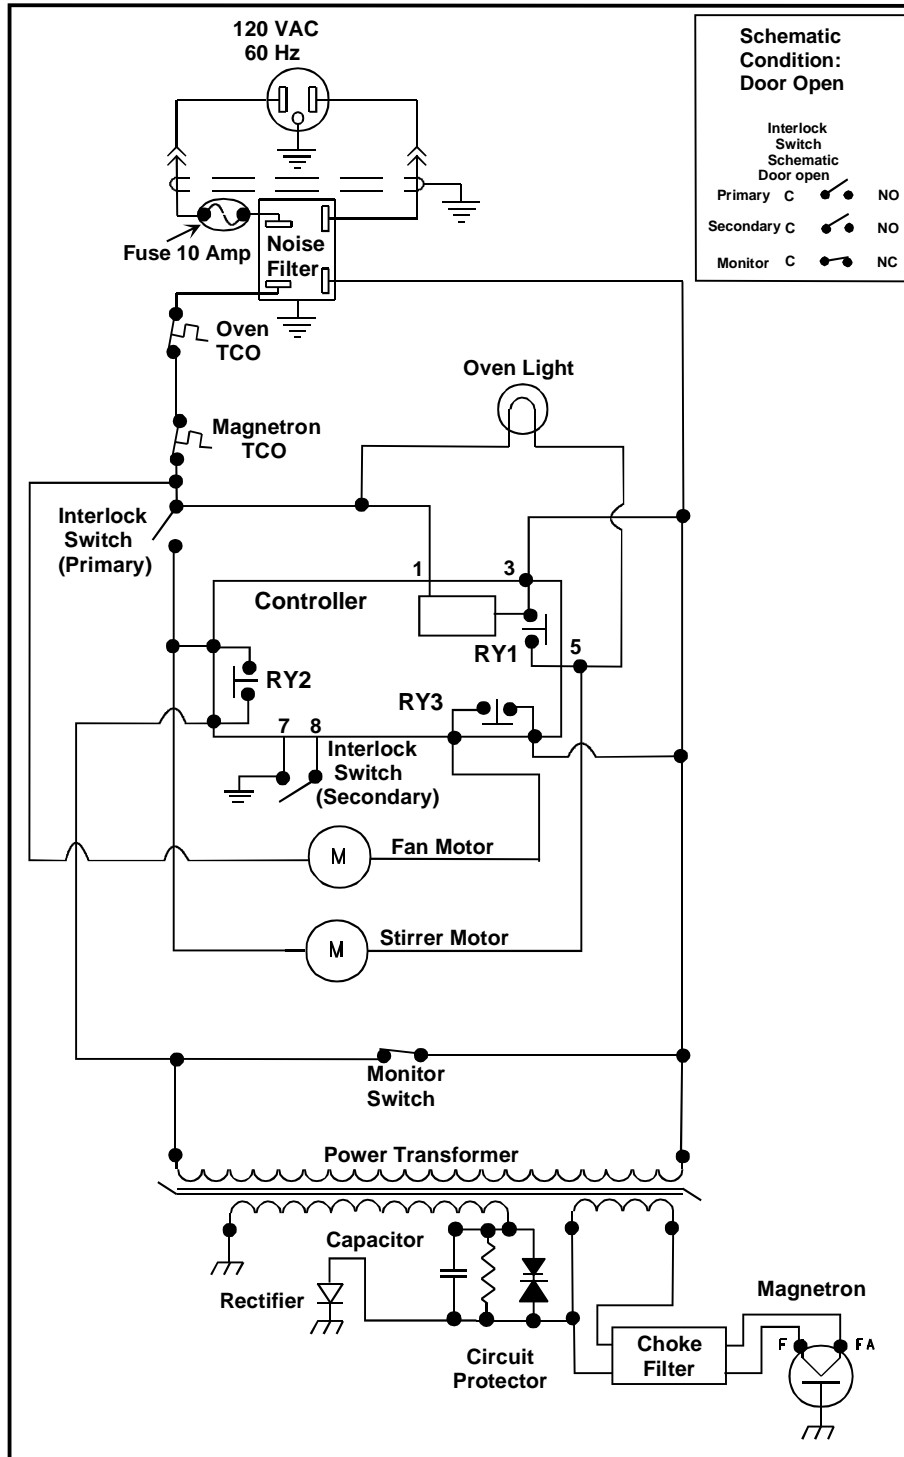 120 VAC
60 Hz
Schematic
Condition:
Door Open
Interlock
Switch
Schematic
Door open
Primary C NO
Secondary C NO
Monitor C NC
Fuse 10 Amp
Noise
Filter
Oven
TCO
Oven Light
Magnetron
TCO
Interlock
Switch
(Primary)
1 3
Controller
RY1
5
RY2
RY3
7 8
Interlock
Switch
(Secondary)
M
Fan Motor
M
Stirrer Motor
Monitor
Switch
Power Transformer
Capacitor
Rectifier
Magnetron
Circuit
Protector
Choke
Filter
F FA